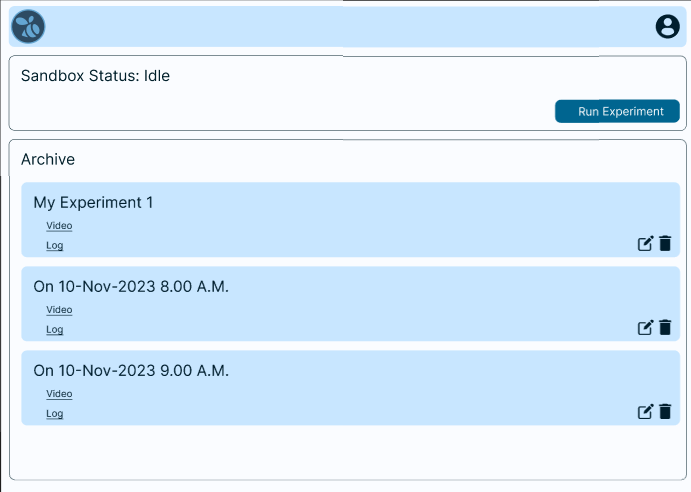 Sandbox Status: Idle
Run Experiment
Archive
My Experiment 1
Video
Log
On 10-Nov-2023 8.00 A.M.
Video
Log
On 10-Nov-2023 9.00 A.M.
Video
Log